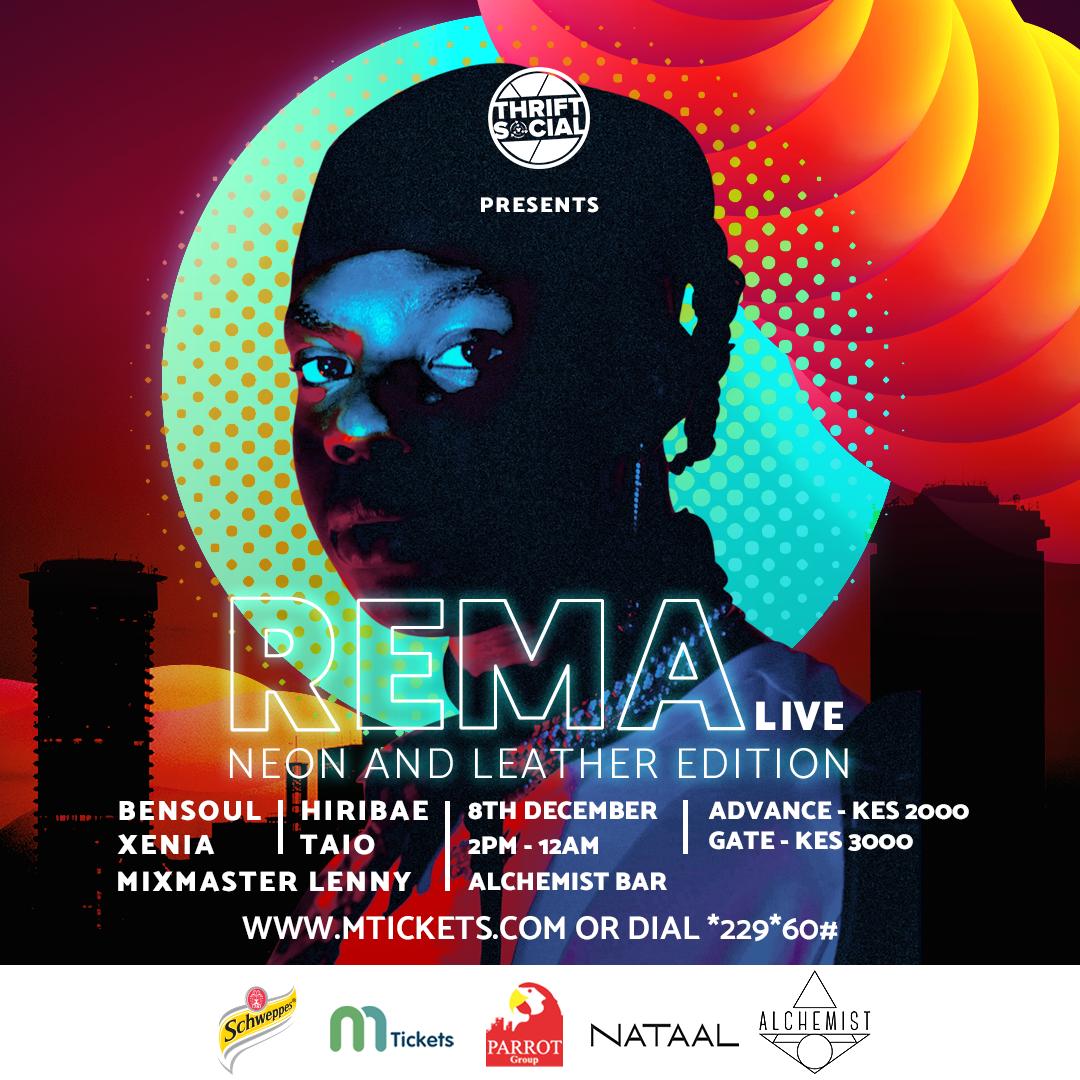 THRIFT
SOCIAL
PRESENTS
REMA LIVE
NEON AND LEATHER EDITION
BENSOUL | HIRIBAE
XENIA | TAIO
MIXMASTER LENNY
8TH DECEMBER
2PM - 12AM
ALCHEMIST BAR
ADVANCE - KES 2000
GATE - KES 3000
WWW.MTICKETS.COM OR DIAL *229*60#
Schweppes
m Tickets
PARROT
Group
NATAAL
ALCHEMIST